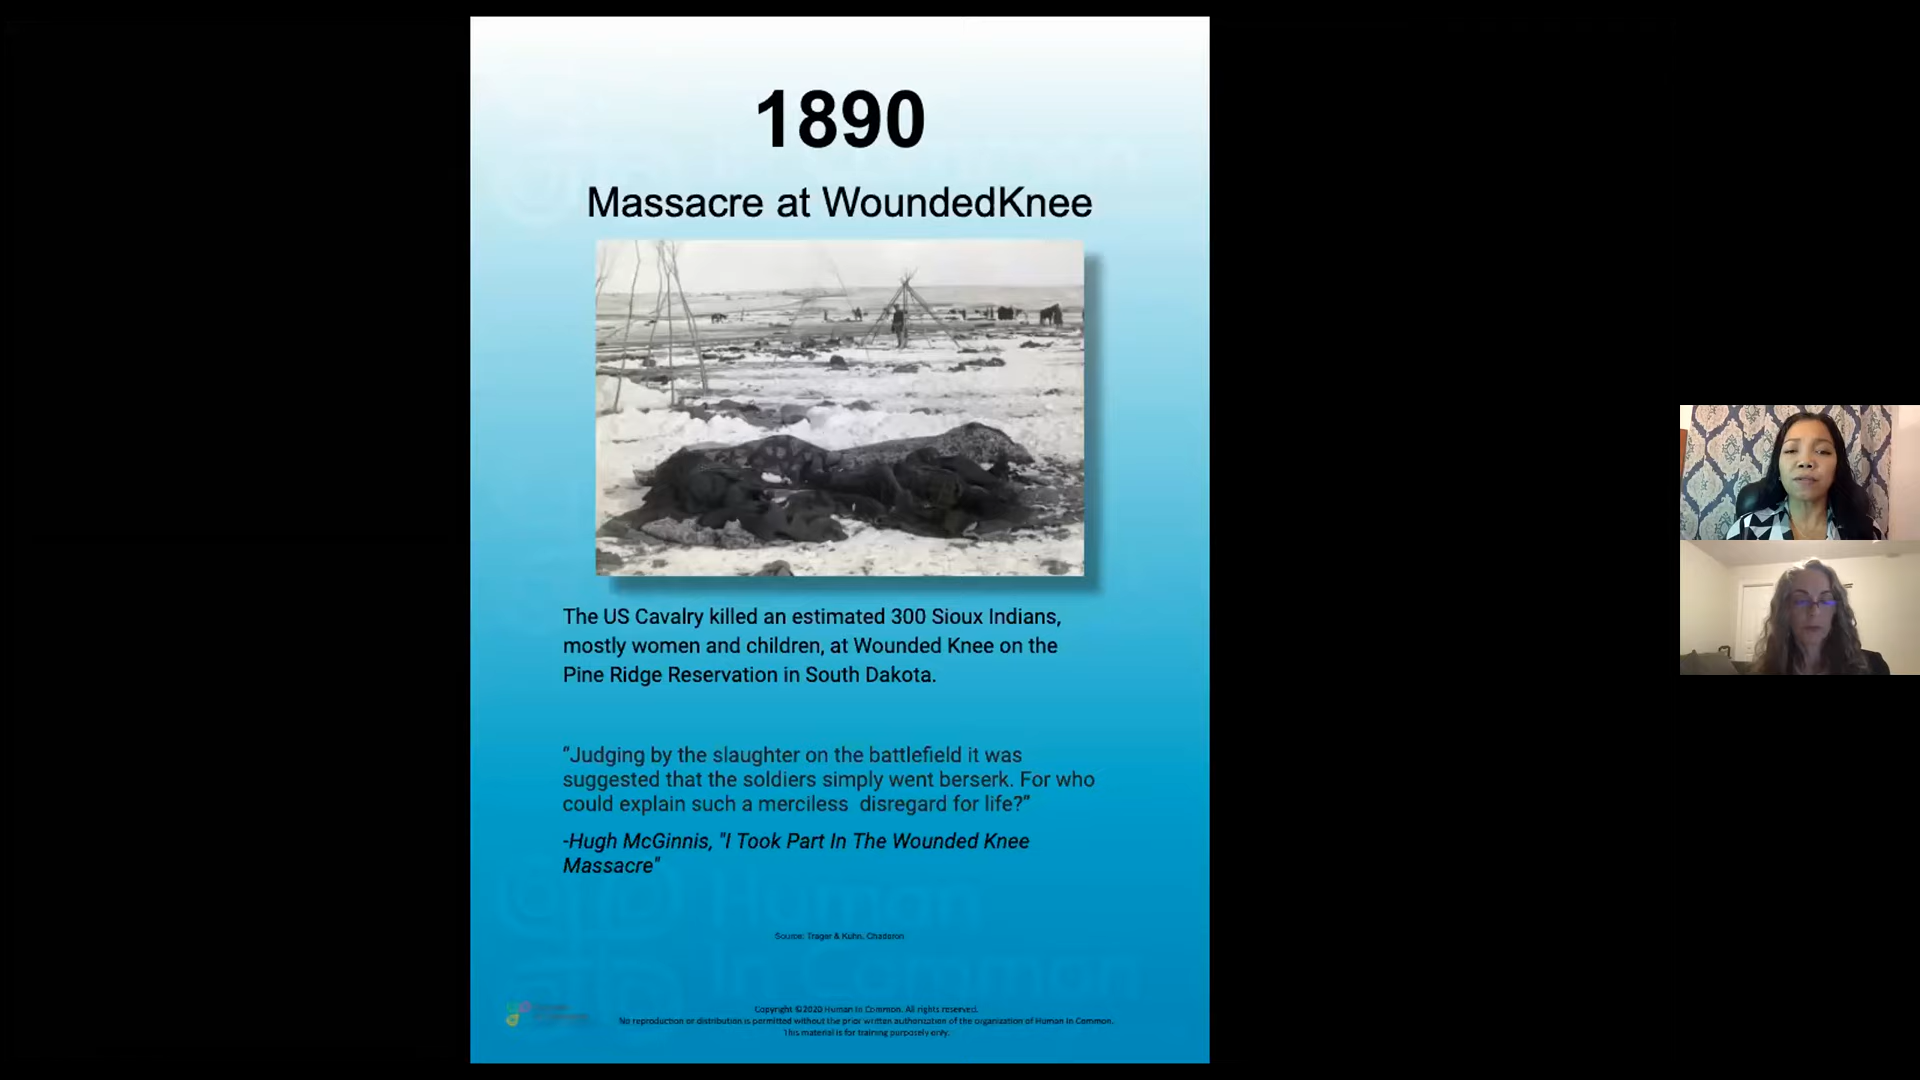 1890
Massacre at WoundedKnee
The US Cavalry killed an estimated 300 Sioux Indians,
mostly women and children, at Wounded Knee on the
Pine Ridge Reservation in South Dakota.
“Judging by the slaughter on the battlefield it was
suggested that the soldiers simply went berserk. For who
could explain such a merciless disregard for life?”
-Hugh McGinnis, "I Took Part In The Wounded Knee
Massacre"
Human
In Common
Source: Trager & Kuhn, Chadaron
Copyright ©2020 Human In Common. All rights reserved.
No reproduction or distribution is permitted without the prior written authorization of the organization of Human In Common.
This material is for training purposely only.